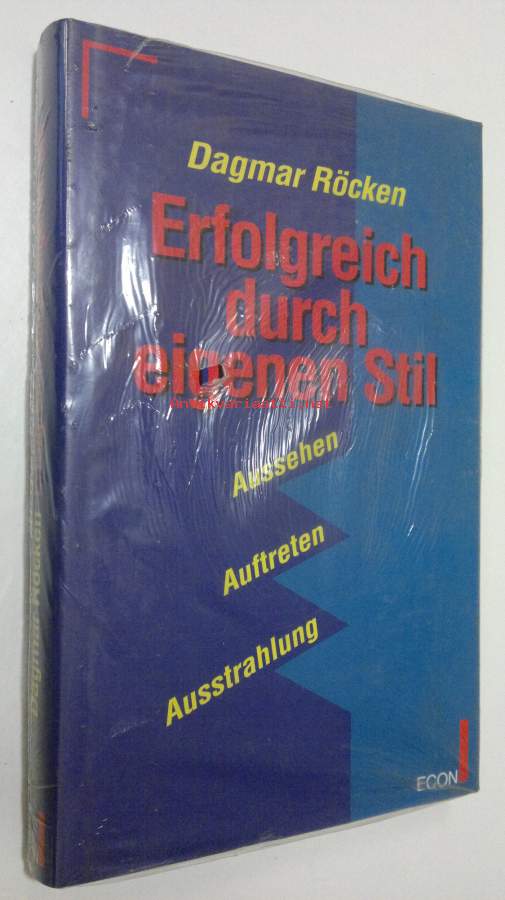 Dagmar Röcken
Erfolgreich
durch
eigenen Stil
Aussehen
Auftreten
Ausstrahlung
ECON
Dagmar Röcken